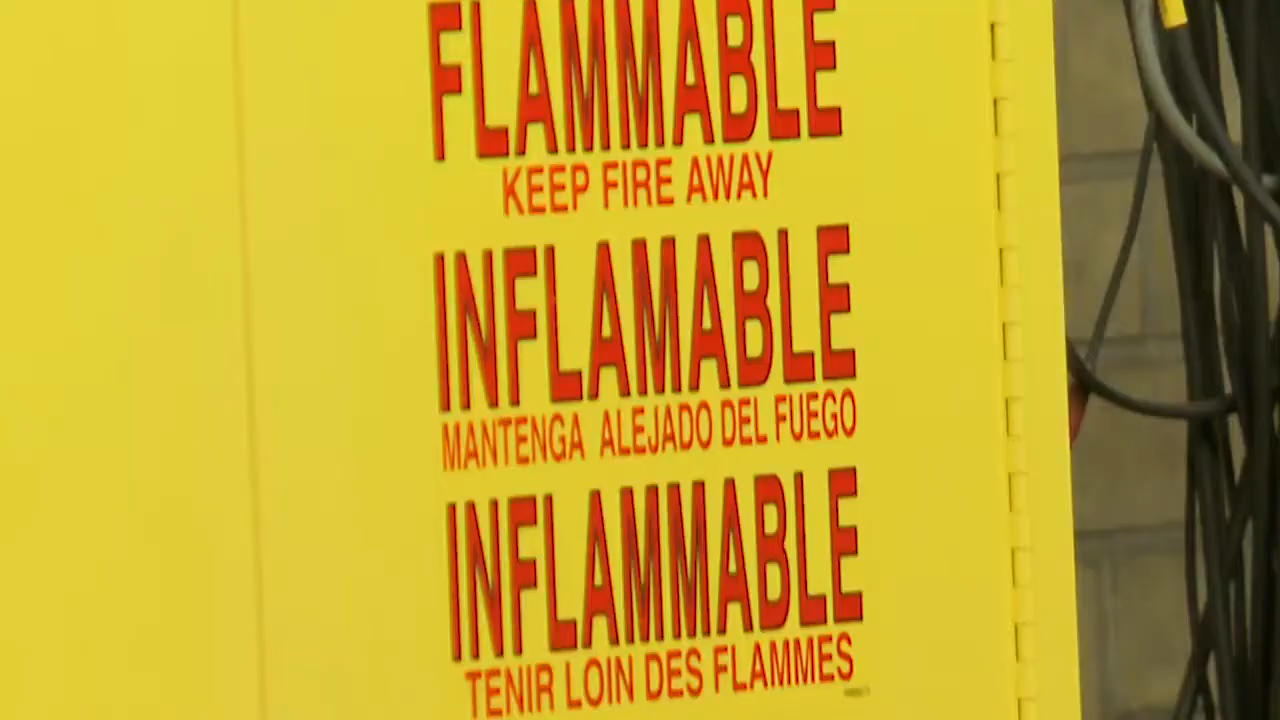 FLAMMABLE
KEEP FIRE AWAY
INFLAMABLE
MANTENGA ALEJADO DEL FUEGO
INFLAMMABLE
TENIR LOIN DES FLAMMES